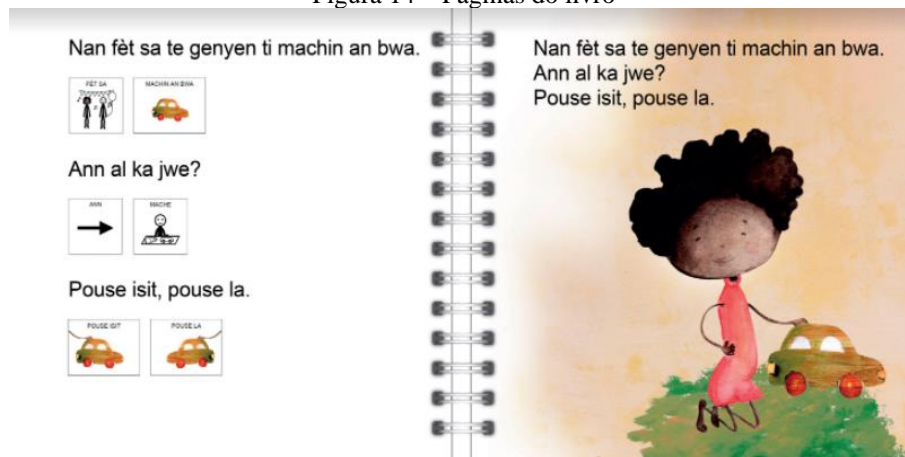 Figura 14 – Páginas do livro
Nan fèt sa te genyen ti machin an bwa.
FÈT SA
MACHIN AN BWA
Ann al ka jwe?
ANN
MACHE
Pouse isit, pouse la.
POUSE ISIT
POUSE LA
Nan fèt sa te genyen ti machin an bwa.
Ann al ka jwe?
Pouse isit, pouse la.